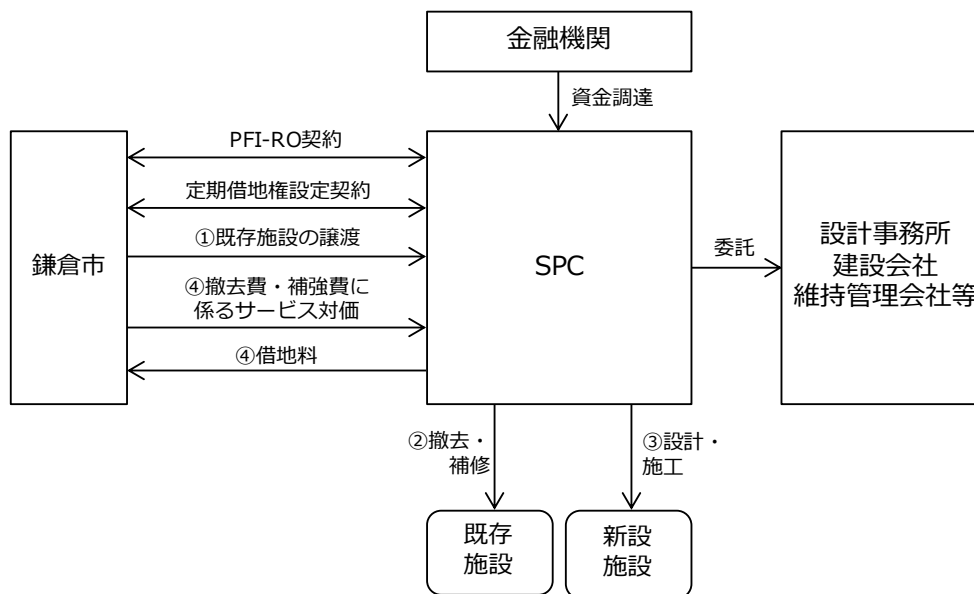 金融機関
資金調達
PFI-RO契約
定期借地権設定契約
①既存施設の譲渡
④撤去費・補強費に
係るサービス対価
④借地料
鎌倉市
SPC
委託
設計事務所
建設会社
維持管理会社等
②撤去・
補修
③設計・
施工
既存
施設
新設
施設